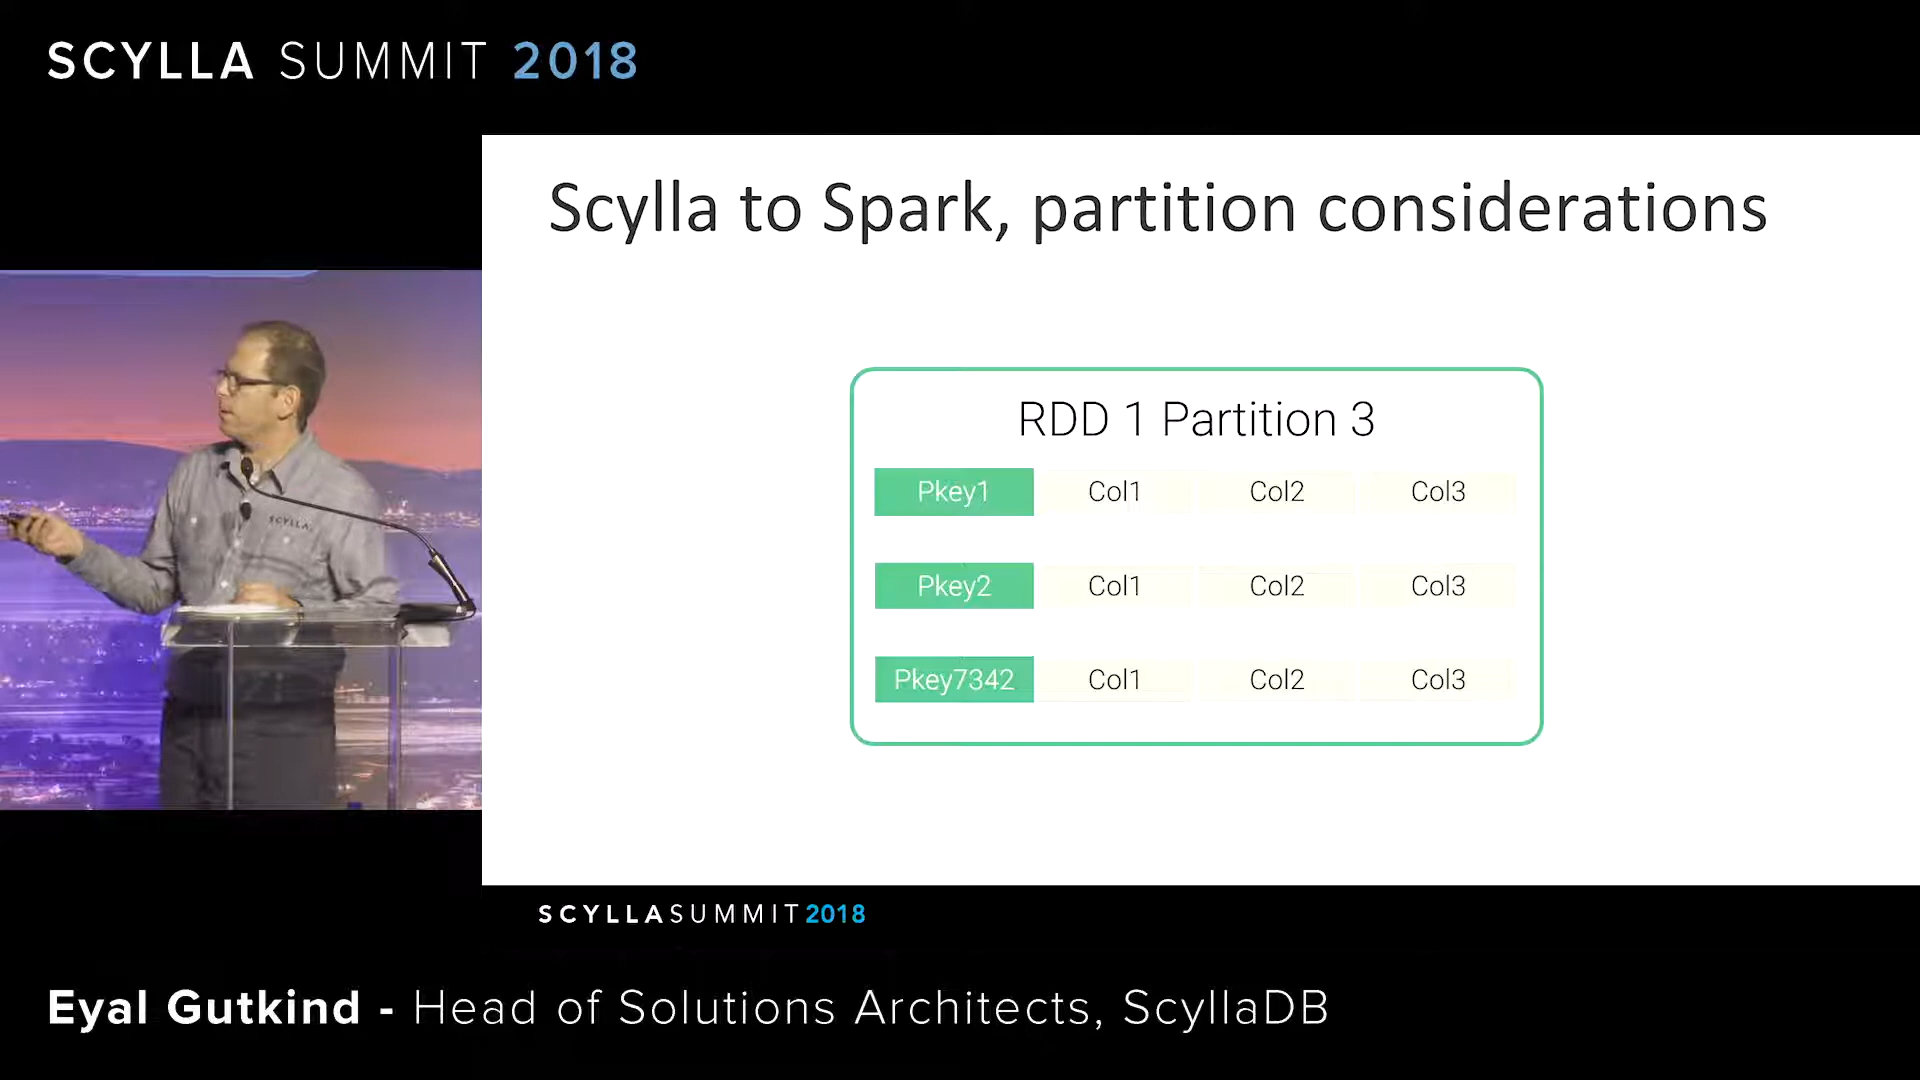 SCYLLA SUMMIT 2018
Scylla to Spark, partition considerations
RDD 1 Partition 3
Pkey1 Col1 Col2 Col3
Pkey2 Col1 Col2 Col3
Pkey7342 Col1 Col2 Col3
SCYLLA
SCYLLASUMMIT2018
Eyal Gutkind - Head of Solutions Architects, ScyllaDB